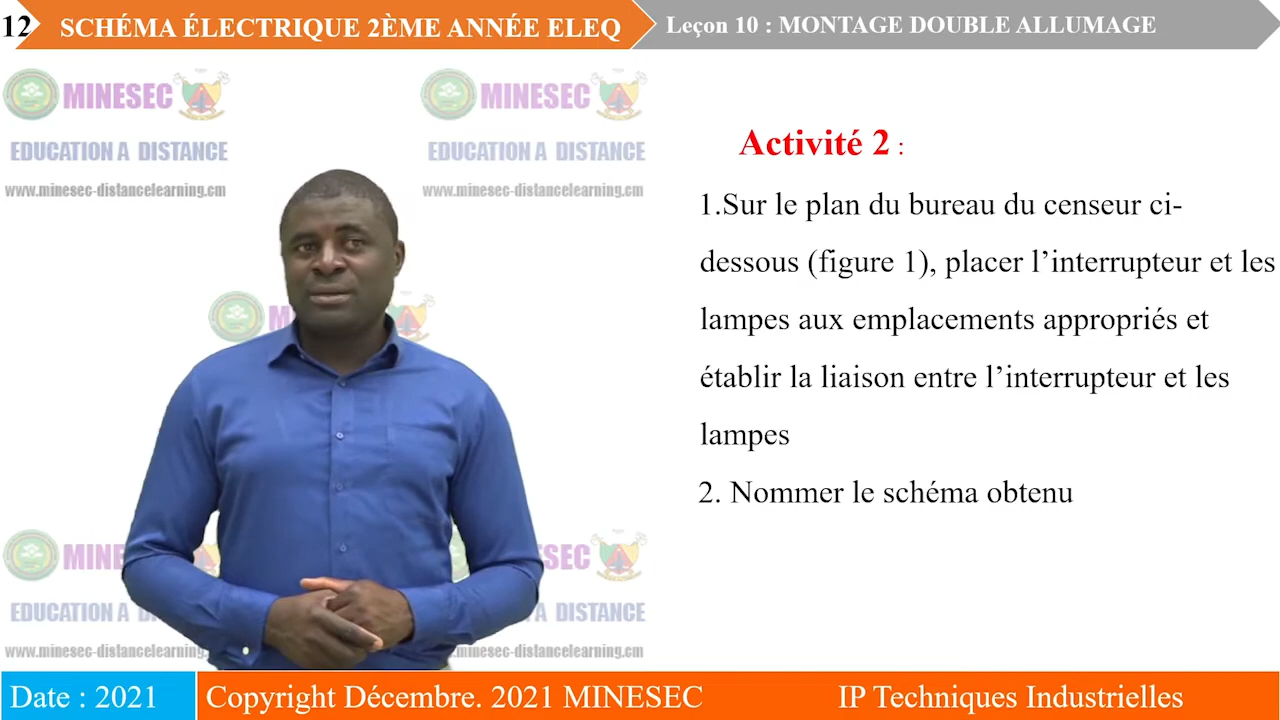 12 SCHÉMA ÉLECTRIQUE 2ÈME ANNÉE ELEQ
Leçon 10 : MONTAGE DOUBLE ALLUMAGE
MINESEC MINESEC
EDUCATION A DISTANCE EDUCATION A DISTANCE
www.minesec-distancelearning.cm www.minesec-distancelearning.cm
Activité 2 :
1.Sur le plan du bureau du censeur ci-
dessous (figure 1), placer l’interrupteur et les
lampes aux emplacements appropriés et
établir la liaison entre l’interrupteur et les
lampes
2. Nommer le schéma obtenu
Date : 2021
Copyright Décembre. 2021 MINESEC
IP Techniques Industrielles